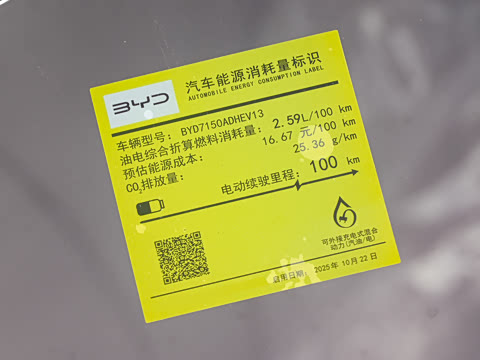 BYD
汽车能源消耗量标识
AUTOMOBILE ENERGY CONSUMPTION LABEL
车辆型号: BYD7150ADHEV13
油电综合折算燃料消耗量: 2.59L/100 km
预估能源成本: 16.67 元/100 km
CO₂排放量: 25.36 g/km
电动续驶里程: 100 km
可外接充电式混合
动力(汽油/电)
启用日期: 2025年 10月 22日